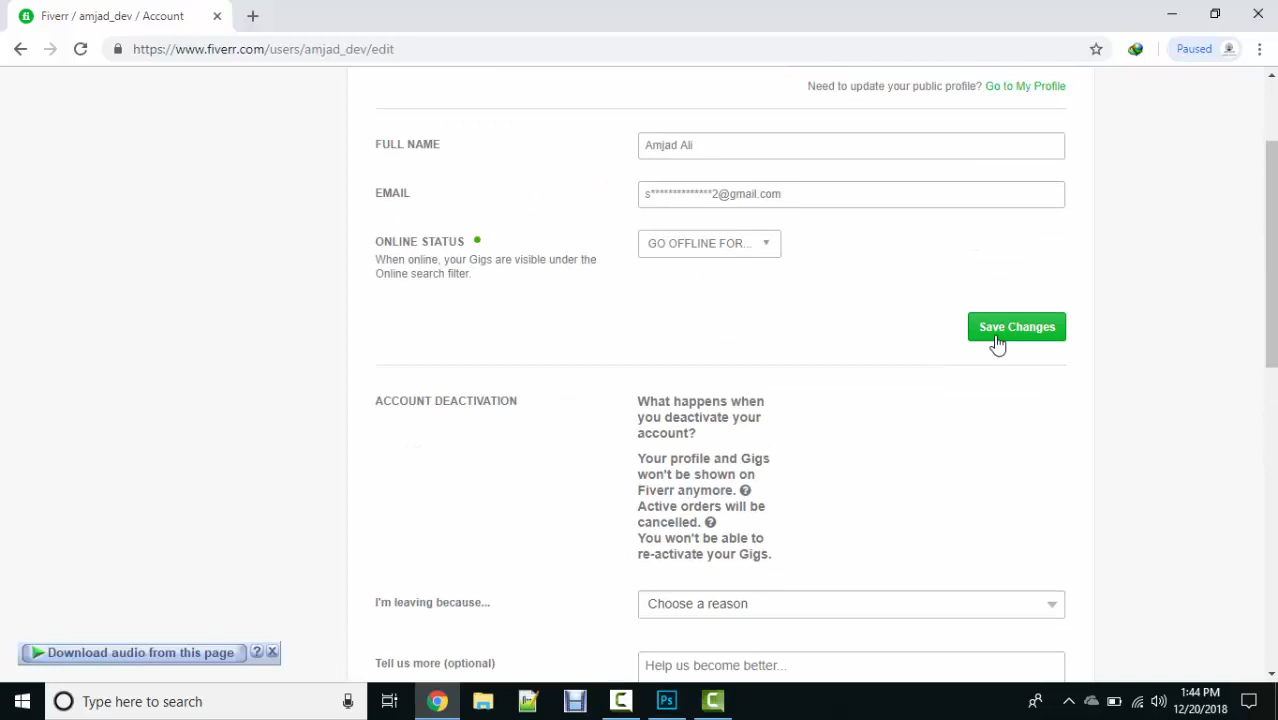 Fiverr / amjad_dev / Account
https://www.fiverr.com/users/amjad_dev/edit
Paused
Need to update your public profile? Go to My Profile
FULL NAME
Amjad Ali
EMAIL
s**************2@gmail.com
ONLINE STATUS
GO OFFLINE FOR...
When online, your Gigs are visible under the
Online search filter.
Save Changes
ACCOUNT DEACTIVATION
What happens when
you deactivate your
account?
Your profile and Gigs
won't be shown on
Fiverr anymore.
Active orders will be
cancelled.
You won't be able to
re-activate your Gigs.
I'm leaving because...
Choose a reason
Tell us more (optional)
Help us become better...
Download audio from this page
Type here to search
Ps
1:44 PM
12/20/2018